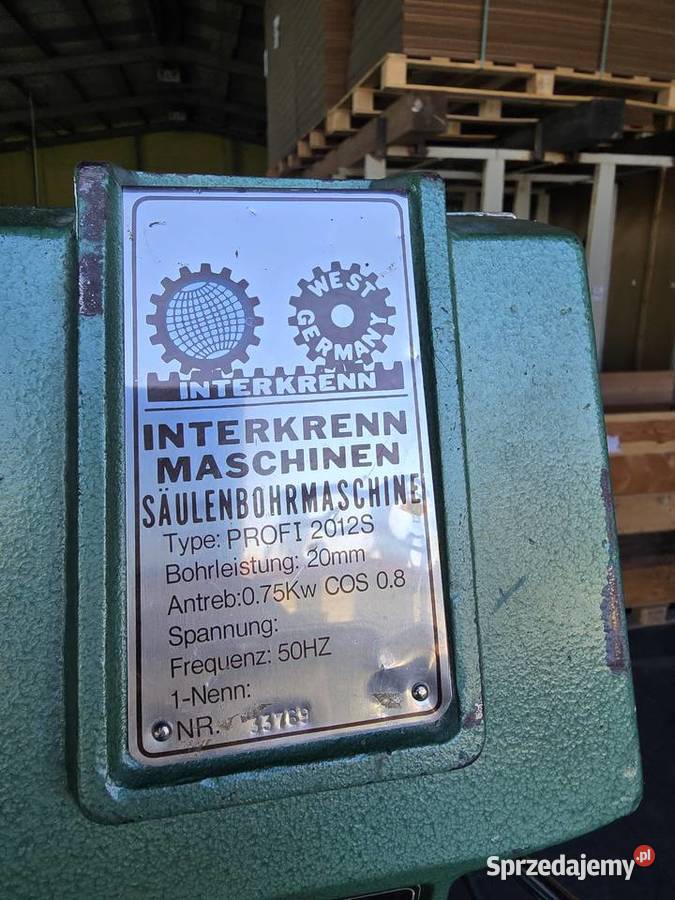 WEST
GERMANY
INTERKRENN
INTERKRENN
MASCHINEN
SÄULENBOHRMASCHINE
Type: PROFI 2012S
Bohrleistung: 20mm
Antreb:0.75Kw COS 0.8
Spannung:
Frequenz: 50HZ
1-Nenn:
NR. 33789
Sprzedajemy.pl